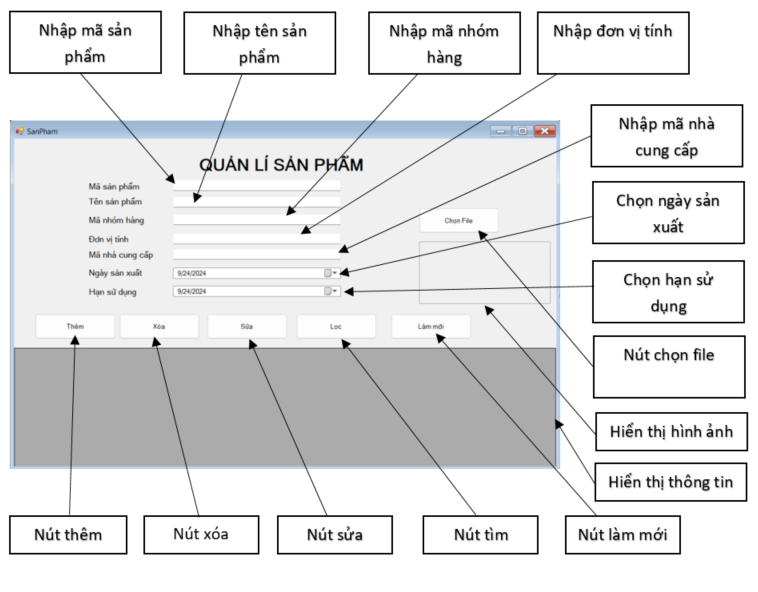 Nhập mã sản
phẩm
Nhập tên sản
phẩm
Nhập mã nhóm
hàng
Nhập đơn vị tính
SanPham
Nhập mã nhà
cung cấp
QUẢN LÍ SẢN PHẨM
Mã sản phẩm
Tên sản phẩm
Mã nhóm hàng
Đơn vị tính
Mã nhà cung cấp
Ngày sản xuất
9/24/2024
Hạn sử dụng
9/24/2024
Chọn File
Chọn ngày sản
xuất
Chọn hạn sử
dụng
Thêm
Xóa
Sửa
Lọc
Làm mới
Nút chọn file
Hiển thị hình ảnh
Hiển thị thông tin
Nút thêm
Nút xóa
Nút sửa
Nút tìm
Nút làm mới